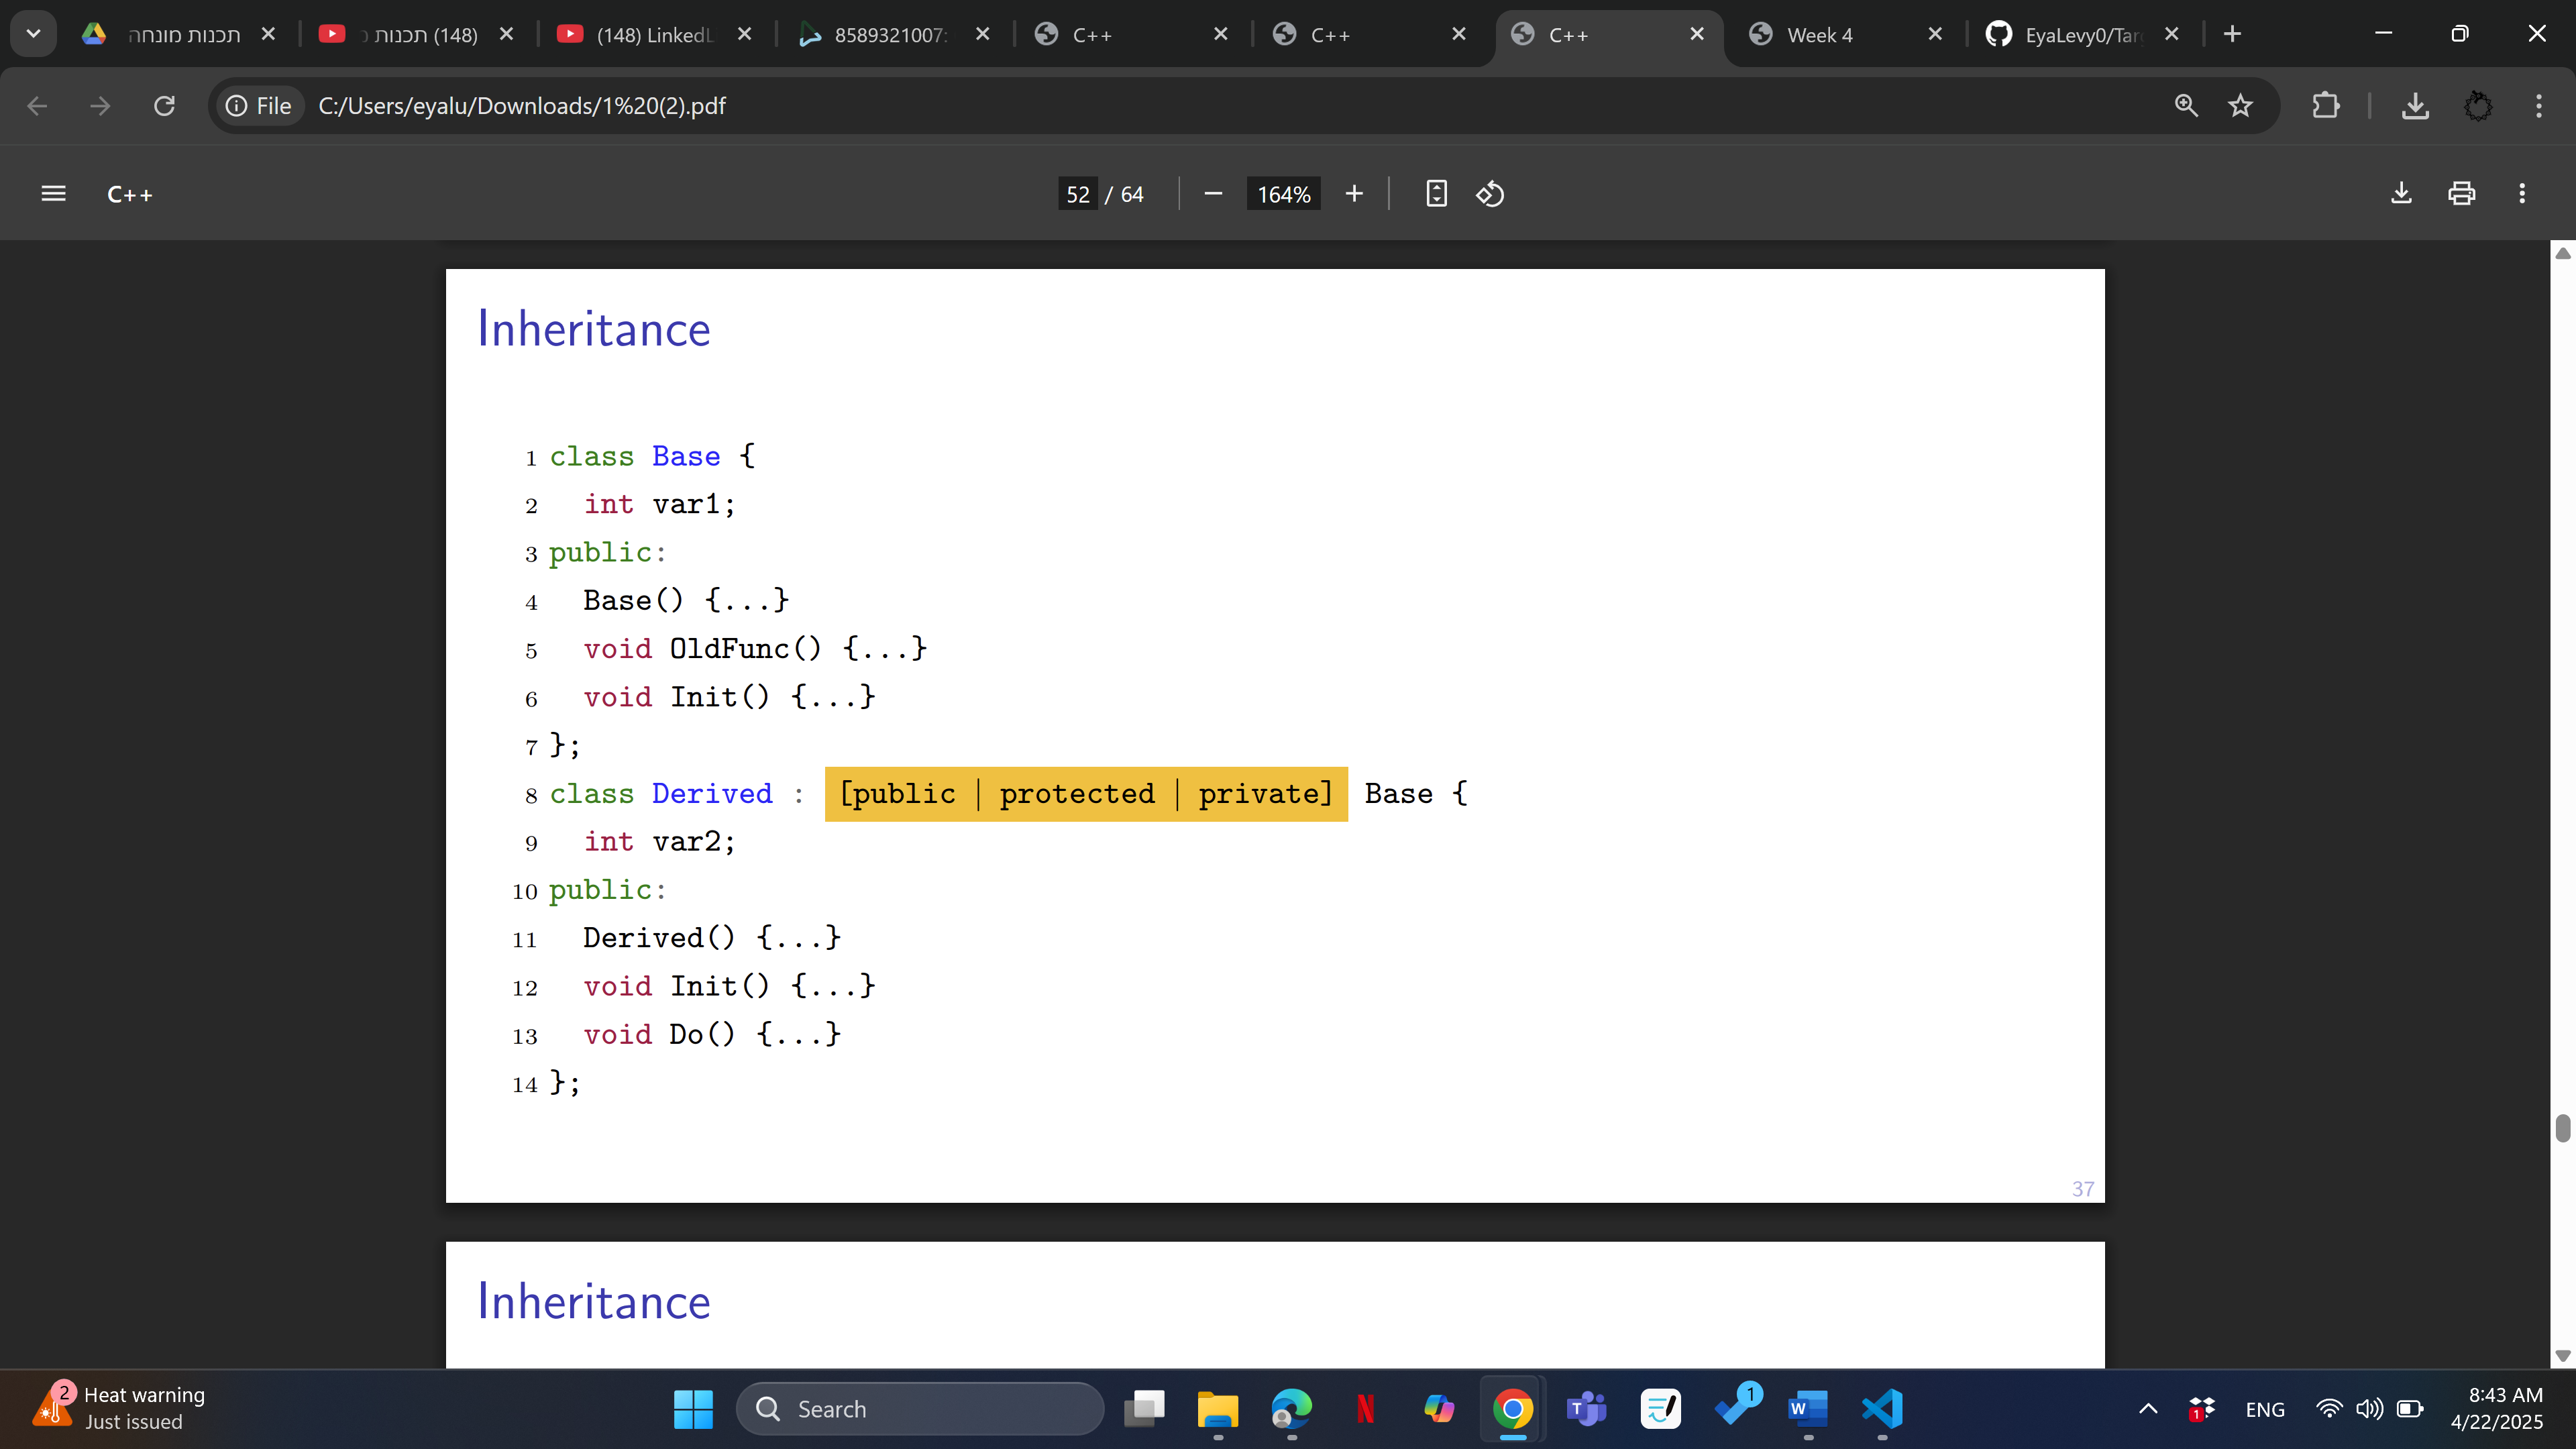 תכנות מונחה
(148) תכנות
(148) LinkedL
8589321007:
C++
C++
C++
Week 4
EyaLevy0/Tar
File
C:/Users/eyalu/Downloads/1%20(2).pdf
C++
52 / 64
164%
Inheritance
1 class Base {
2 int var1;
3 public:
4 Base() {...}
5 void OldFunc() {...}
6 void Init() {...}
7 };
8 class Derived : [public | protected | private] Base {
9 int var2;
10 public:
11 Derived() {...}
12 void Init() {...}
13 void Do() {...}
14 };
37
Inheritance
2
Heat warning
Just issued
Search
1
1
ENG
8:43 AM
4/22/2025